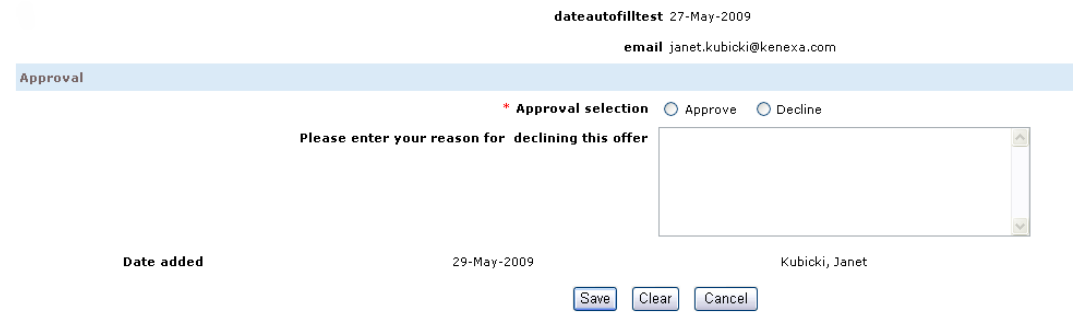 dateautofilltest 27-May-2009
email janet.kubicki@kenexa.com
Approval
* Approval selection Approve Decline
Please enter your reason for declining this offer
Date added 29-May-2009 Kubicki, Janet
Save Clear Cancel